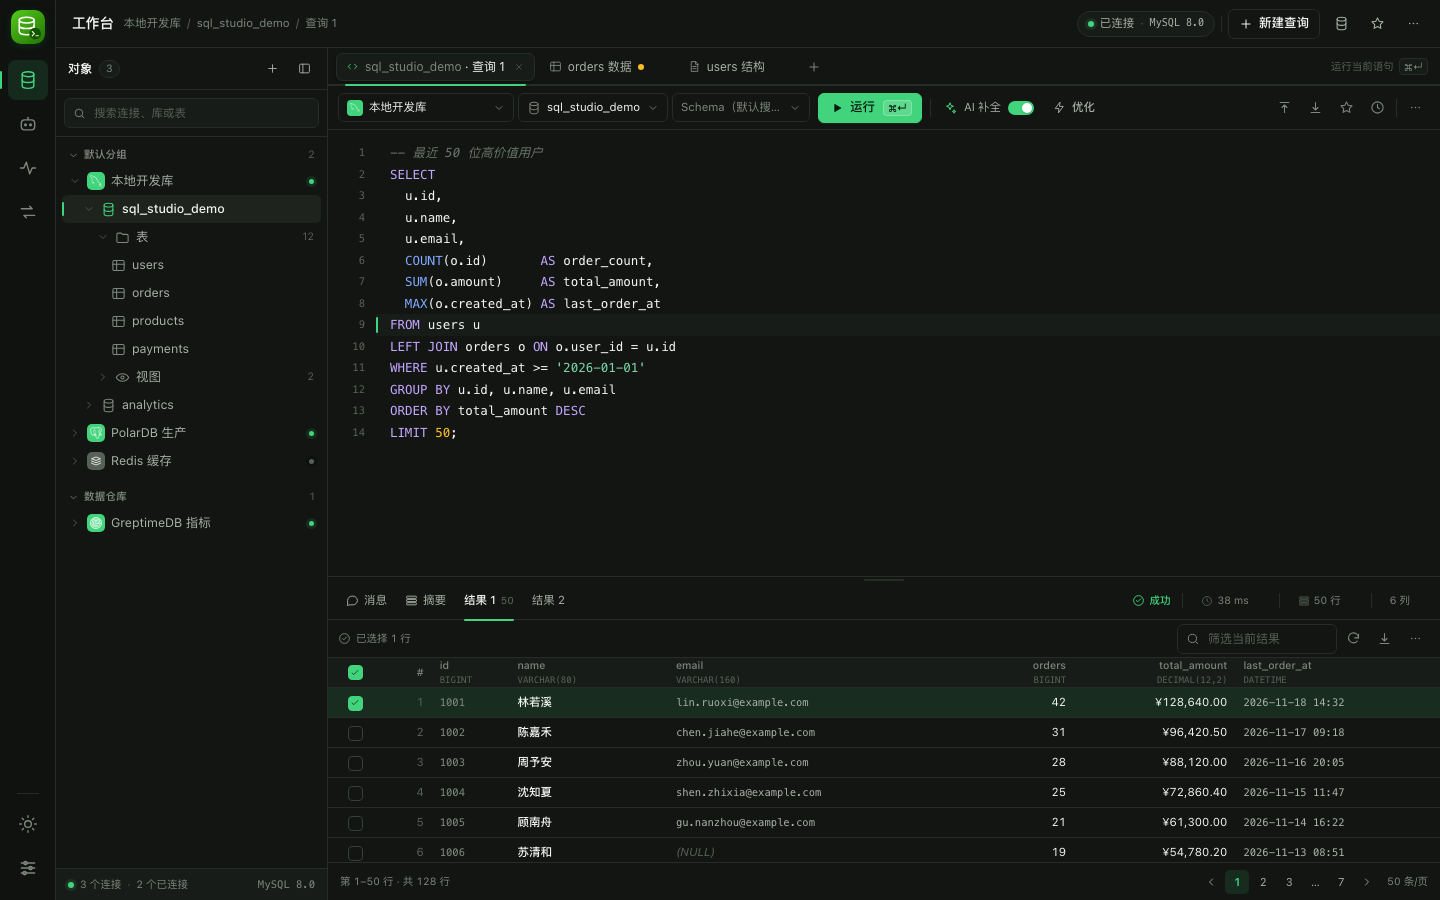 工作台 本地开发库 / sql_studio_demo / 查询 1
已连接 · MySQL 8.0
新建查询
对象 3
搜索连接、库或表
默认分组 2
本地开发库
sql_studio_demo
表 12
users
orders
products
payments
视图 2
analytics
PolarDB 生产
Redis 缓存
数据仓库 1
GreptimeDB 指标
3 个连接 · 2 个已连接 MySQL 8.0
sql_studio_demo · 查询 1
orders 数据
users 结构
运行当前语句 ⌘↵
本地开发库
sql_studio_demo
Schema（默认搜...
运行 ⌘↵
AI 补全
优化
1 -- 最近 50 位高价值用户
2 SELECT
3 u.id,
4 u.name,
5 u.email,
6 COUNT(o.id) AS order_count,
7 SUM(o.amount) AS total_amount,
8 MAX(o.created_at) AS last_order_at
9 FROM users u
10 LEFT JOIN orders o ON o.user_id = u.id
11 WHERE u.created_at >= '2026-01-01'
12 GROUP BY u.id, u.name, u.email
13 ORDER BY total_amount DESC
14 LIMIT 50;
消息 摘要 结果 1 50 结果 2
成功 38 ms 50 行 6 列
已选择 1 行
筛选当前结果
# id name email orders total_amount last_order_at
BIGINT VARCHAR(80) VARCHAR(160) BIGINT DECIMAL(12,2) DATETIME
1 1001 林若溪 lin.ruoxi@example.com 42 ¥128,640.00 2026-11-18 14:32
2 1002 陈嘉禾 chen.jiahe@example.com 31 ¥96,420.50 2026-11-17 09:18
3 1003 周予安 zhou.yuan@example.com 28 ¥88,120.00 2026-11-16 20:05
4 1004 沈知夏 shen.zhixia@example.com 25 ¥72,860.40 2026-11-15 11:47
5 1005 顾南舟 gu.nanzhou@example.com 21 ¥61,300.00 2026-11-14 16:22
6 1006 苏清和 (NULL) 19 ¥54,780.20 2026-11-13 08:51
第 1–50 行 · 共 128 行
1 2 3 ... 7
50 条/页